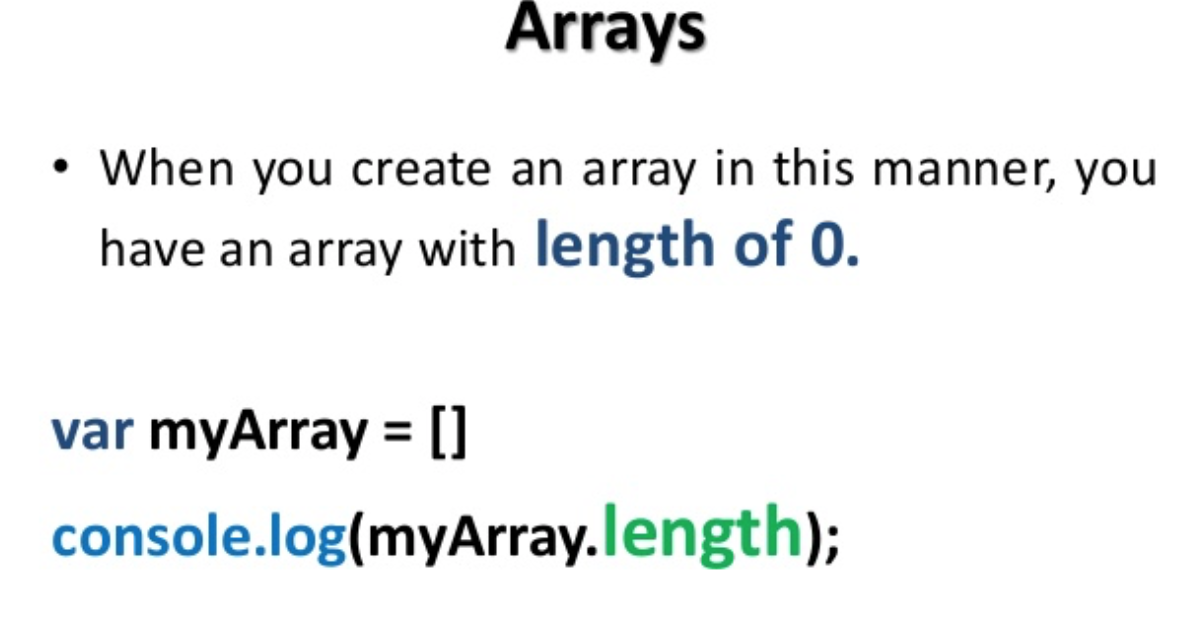 Arrays
• When you create an array in this manner, you
have an array with length of 0.
var myArray = []
console.log(myArray.length);